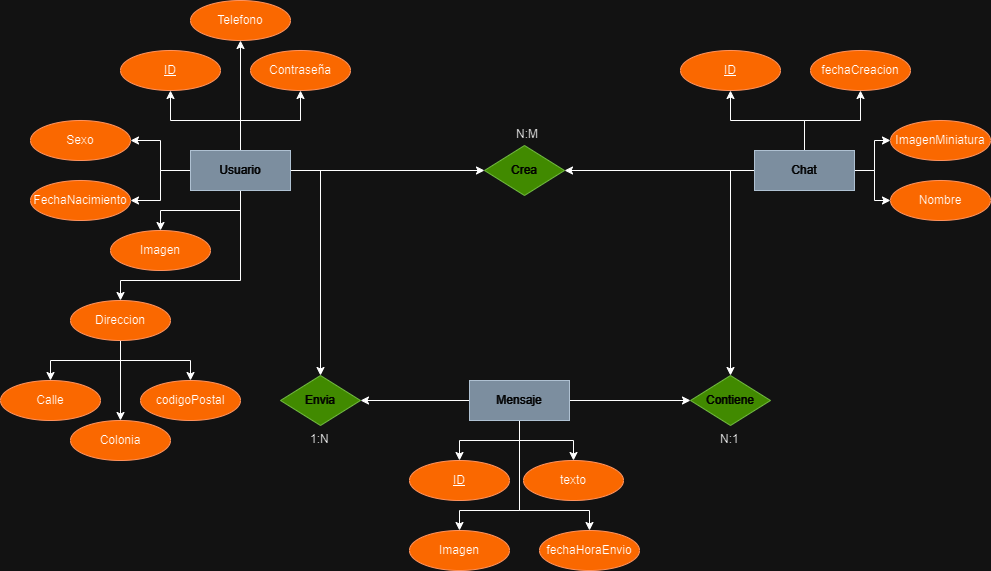 Telefono
ID
Contraseña
ID
fechaCreacion
Sexo
N:M
ImagenMiniatura
Usuario
Crea
Chat
FechaNacimiento
Nombre
Imagen
Direccion
Calle
codigoPostal
Envia
Mensaje
Contiene
Colonia
1:N
N:1
ID
texto
Imagen
fechaHoraEnvio